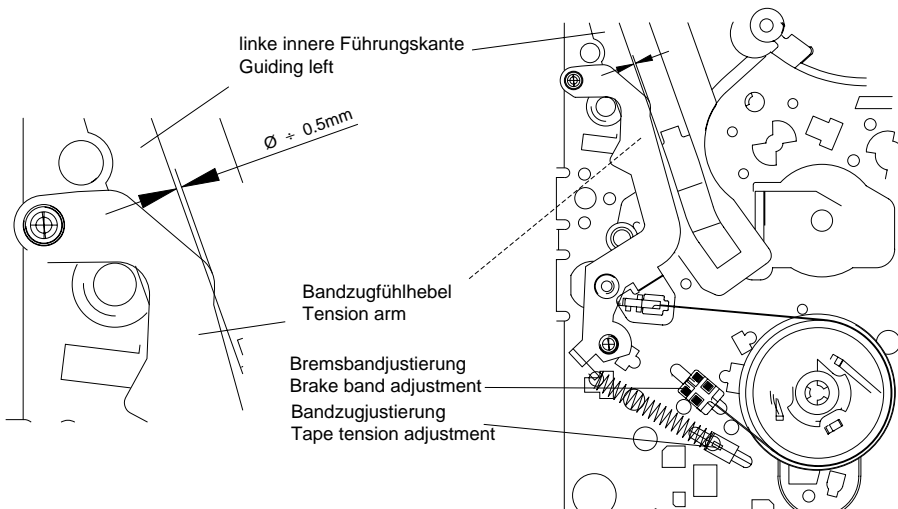 linke innere Führungskante
Guiding left
Ø ÷ 0.5mm
Bandzugfühlhebel
Tension arm
Bremsbandjustierung
Brake band adjustment
Bandzugjustierung
Tape tension adjustment